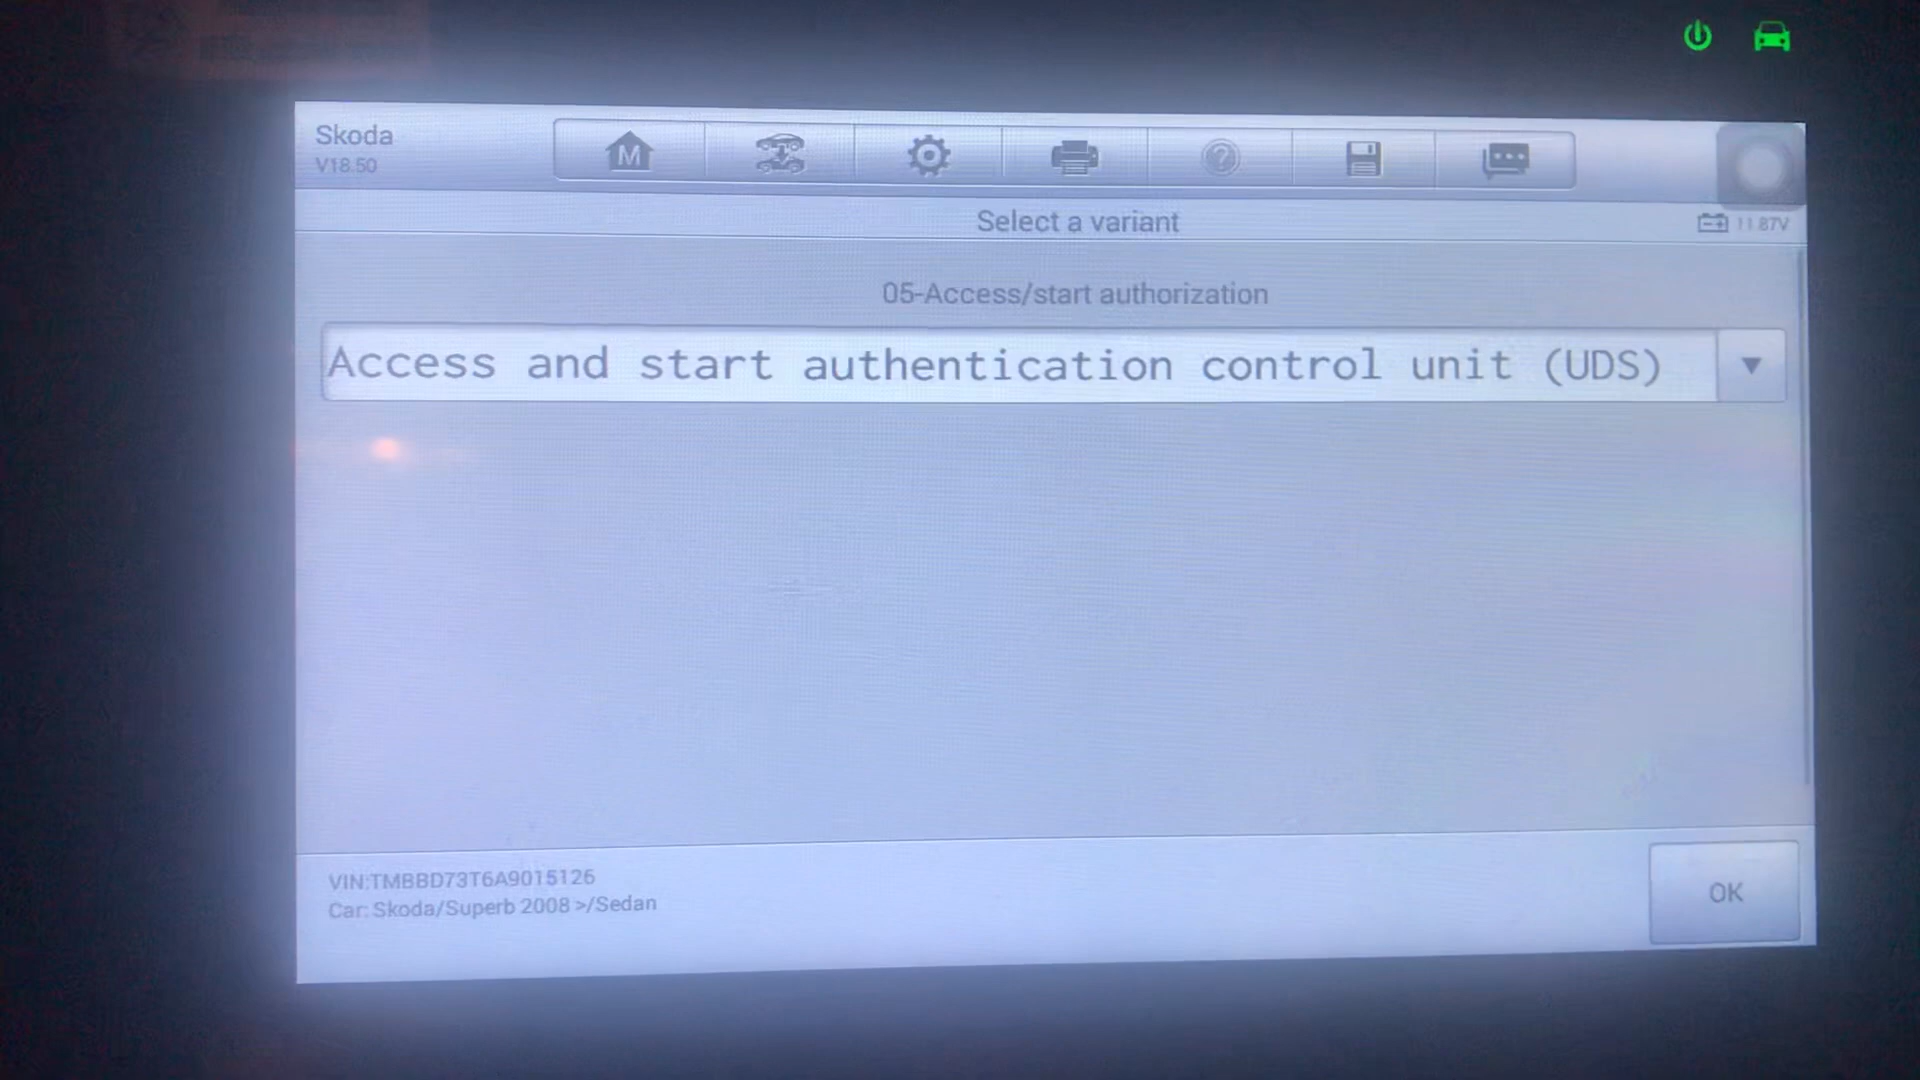 Skoda
V18.50
M
Select a variant
11.87V
05-Access/start authorization
Access and start authentication control unit (UDS)
VIN:TMBBD73T6A9015126
Car: Skoda/Superb 2008 >/Sedan
OK